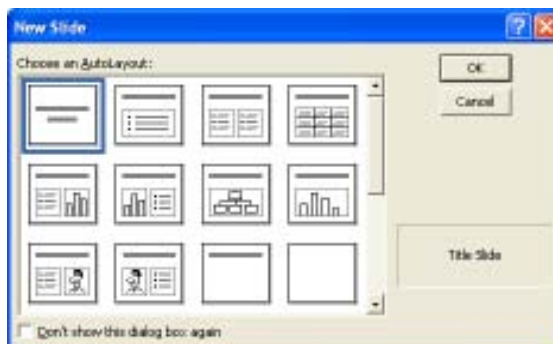 New Slide
Choose an AutoLayout:
OK
Cancel
Title Slide
Don't show this dialog box again